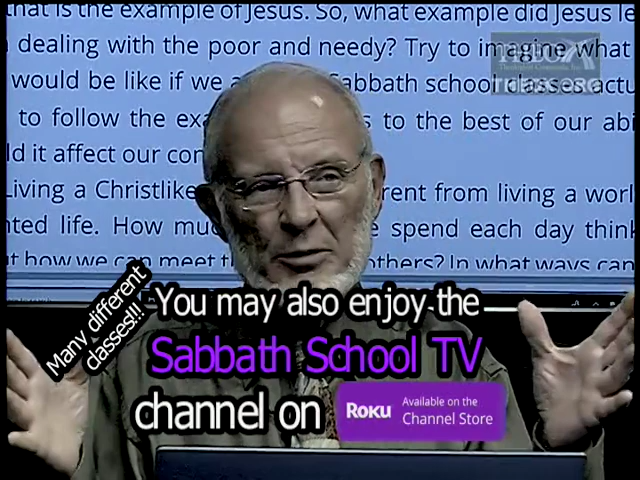 that is the example of Jesus. So, what example did Jesus le
dealing with the poor and needy? Try to imagine what
would be like if we a Sabbath school classes actu
to follow the exa s to the best of our abi
ld it affect our con
Living a Christlike rent from living a worl
nted life. How muc e spend each day think
ut how we can meet th others? In what ways can
Many different
classes!!!
You may also enjoy the
Sabbath School TV
channel on
ROKU
Available on the
Channel Store